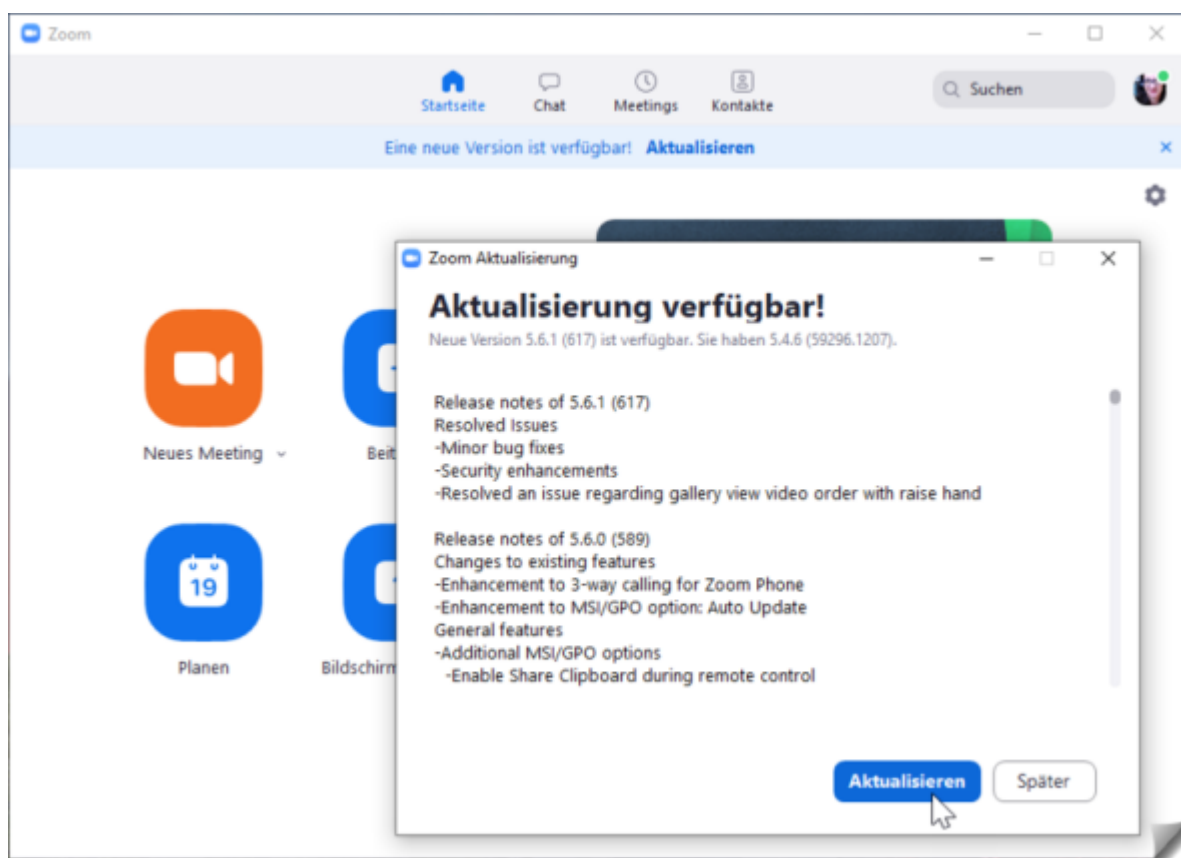 Zoom
Startseite
Chat
Meetings
Kontakte
Suchen
Eine neue Version ist verfügbar! Aktualisieren
Zoom Aktualisierung
Aktualisierung verfügbar!
Neue Version 5.6.1 (617) ist verfügbar. Sie haben 5.4.6 (59296.1207).
Release notes of 5.6.1 (617)
Resolved Issues
-Minor bug fixes
-Security enhancements
-Resolved an issue regarding gallery view video order with raise hand
Release notes of 5.6.0 (589)
Changes to existing features
-Enhancement to 3-way calling for Zoom Phone
-Enhancement to MSI/GPO option: Auto Update
General features
-Additional MSI/GPO options
-Enable Share Clipboard during remote control
Aktualisieren
Später
Neues Meeting
Beit
19
Planen
Bildschirm